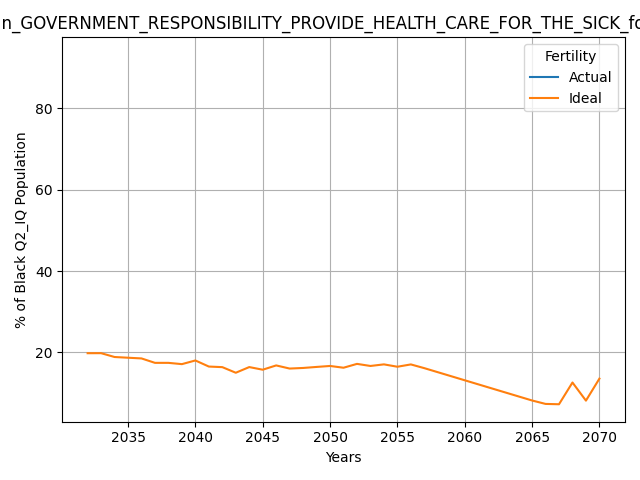 n_GOVERNMENT_RESPONSIBILITY_PROVIDE_HEALTH_CARE_FOR_THE_SICK_fo
Fertility
Actual
Ideal
% of Black Q2_IQ Population
80
60
40
20
2035 2040 2045 2050 2055 2060 2065 2070
Years